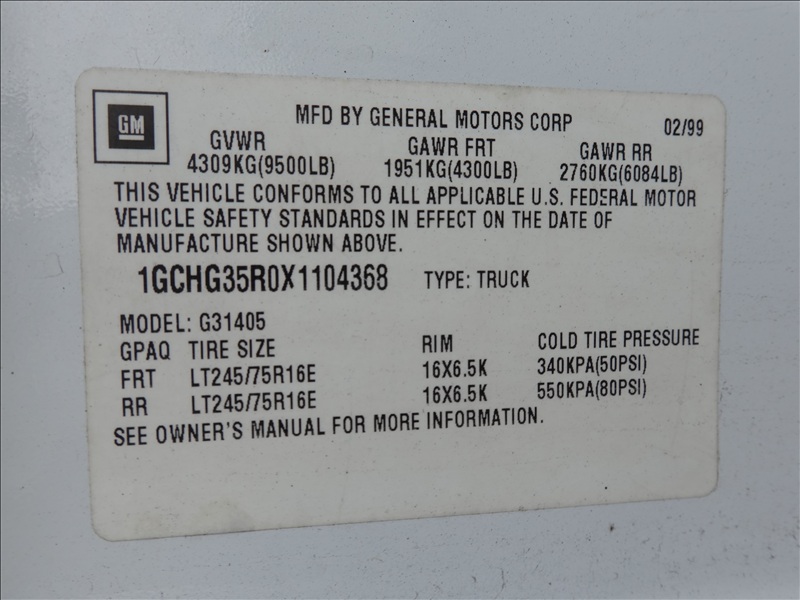 GM
MFD BY GENERAL MOTORS CORP 02/99
GVWR GAWR FRT GAWR RR
4309KG(9500LB) 1951KG(4300LB) 2760KG(6084LB)
THIS VEHICLE CONFORMS TO ALL APPLICABLE U.S. FEDERAL MOTOR
VEHICLE SAFETY STANDARDS IN EFFECT ON THE DATE OF
MANUFACTURE SHOWN ABOVE.
1GCHG35R0X1104368 TYPE: TRUCK
MODEL: G31405
GPAQ TIRE SIZE RIM COLD TIRE PRESSURE
FRT LT245/75R16E 16X6.5K 340KPA(50PSI)
RR LT245/75R16E 16X6.5K 550KPA(80PSI)
SEE OWNER'S MANUAL FOR MORE INFORMATION.